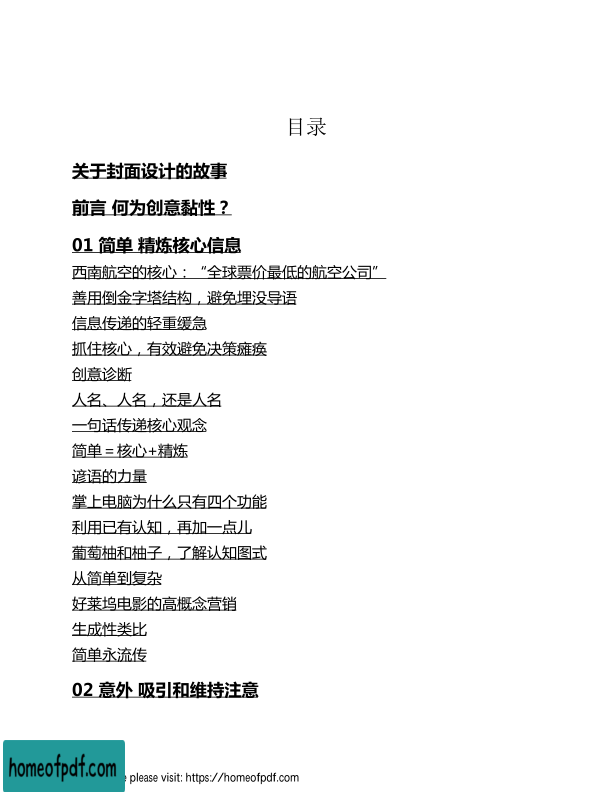 目录
关于封面设计的故事
前言 何为创意黏性？
01 简单 精炼核心信息
西南航空的核心：“全球票价最低的航空公司”
善用倒金字塔结构，避免埋没导语
信息传递的轻重缓急
抓住核心，有效避免决策瘫痪
创意诊断
人名、人名，还是人名
一句话传递核心观念
简单＝核心+精炼
谚语的力量
掌上电脑为什么只有四个功能
利用已有认知，再加一点儿
葡萄柚和柚子，了解认知图式
从简单到复杂
好莱坞电影的高概念营销
生成性类比
简单永流传
02 意外 吸引和维持注意
homeofpdf.com
please visit: https://homeofpdf.com